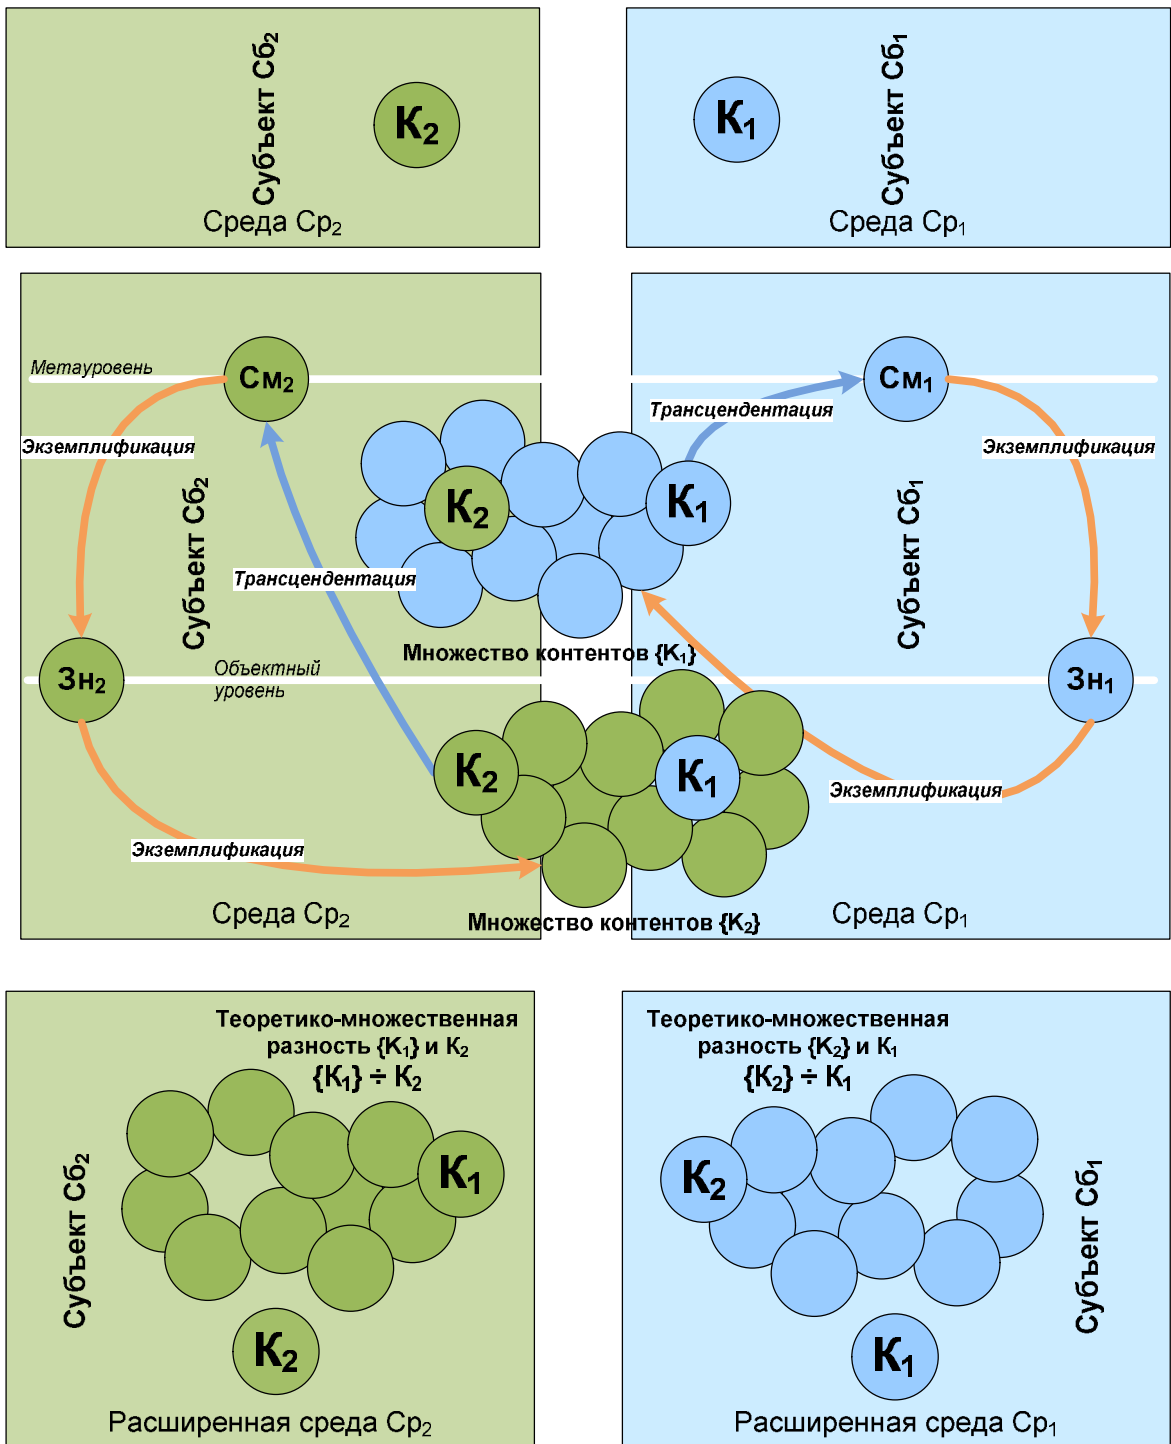 Субъект Сб₂
К₂
Среда Ср₂
К₁
Субъект Сб₁
Среда Ср₁
Метауровень
См₂
См₁
Трансцендентация
Экземплификация
Экземплификация
К₂
К₁
Субъект Сб₂
Субъект Сб₁
Трансцендентация
Множество контентов {К₁}
Зн₂
Объектный
уровень
Зн₁
К₂
К₁
Экземплификация
Экземплификация
Среда Ср₂
Множество контентов {К₂}
Среда Ср₁
Теоретико-множественная
разность {К₁} и К₂
{К₁} ÷ К₂
К₁
Субъект Сб₂
К₂
Расширенная среда Ср₂
Теоретико-множественная
разность {К₂} и К₁
{К₂} ÷ К₁
К₂
Субъект Сб₁
К₁
Расширенная среда Ср₁